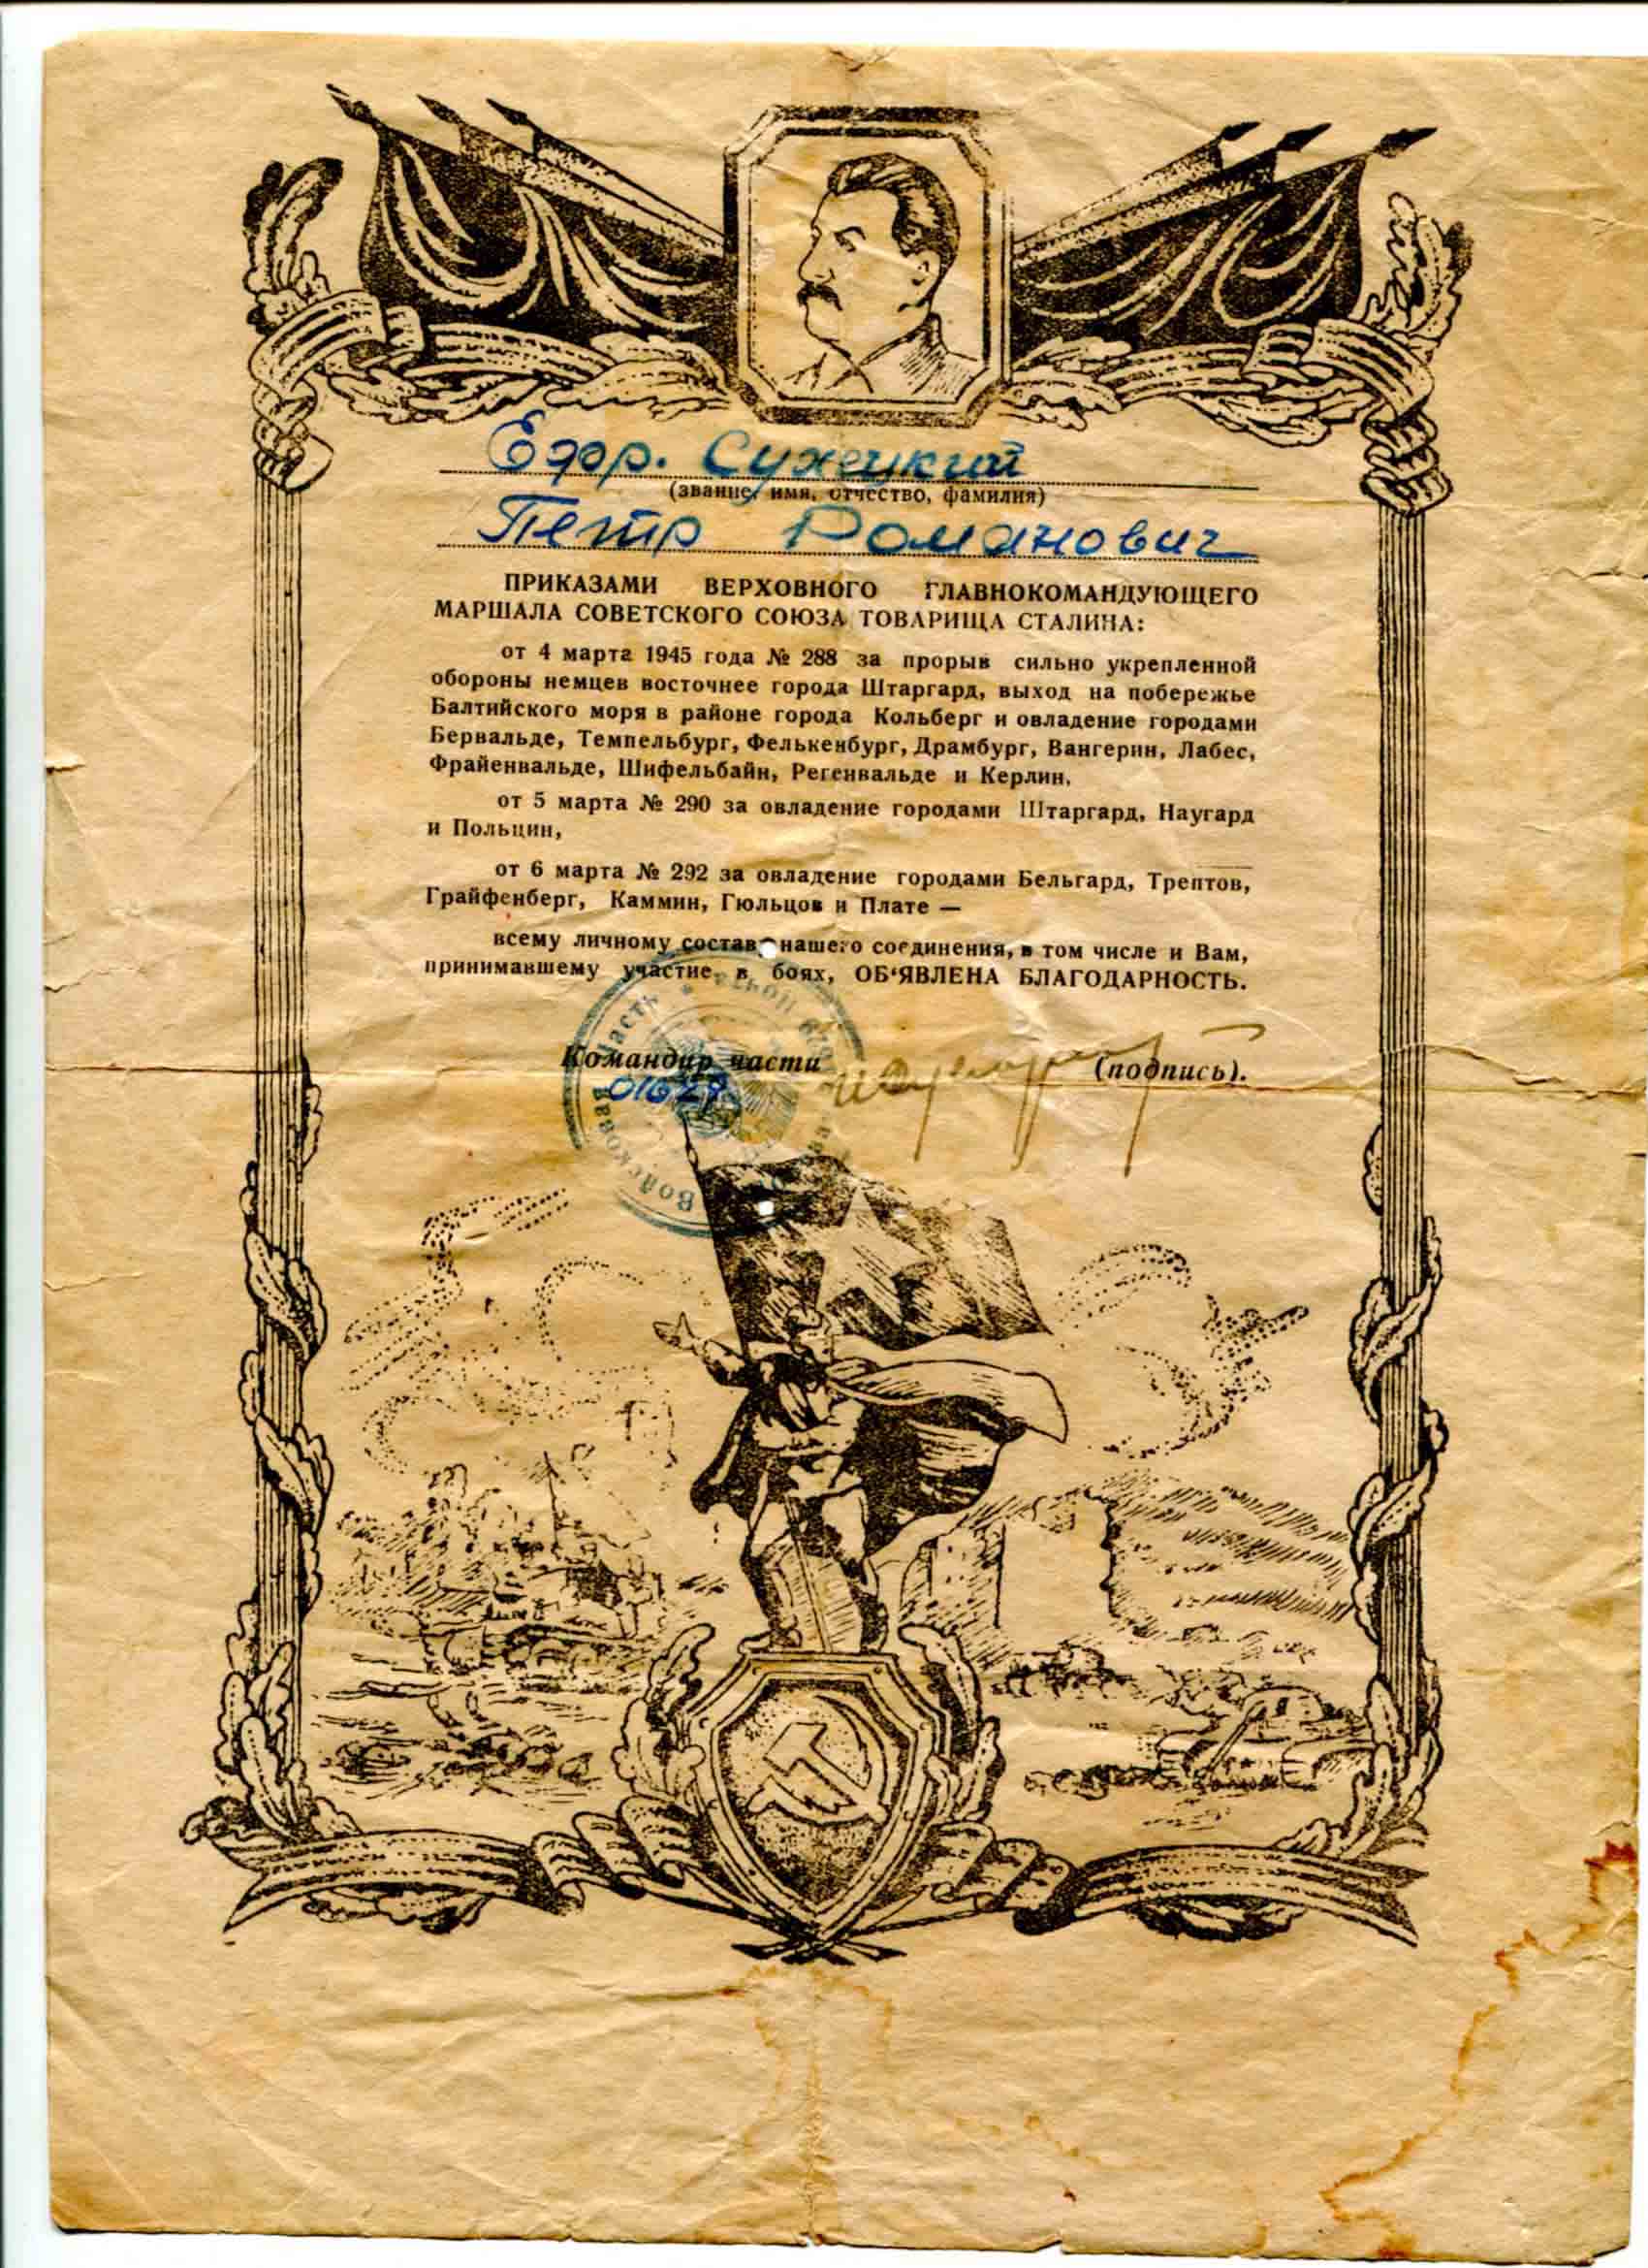 Ефр. Сухецкий
(звание, имя, отчество, фамилия)
Петр Романович
ПРИКАЗАМИ ВЕРХОВНОГО ГЛАВНОКОМАНДУЮЩЕГО
МАРШАЛА СОВЕТСКОГО СОЮЗА ТОВАРИЩА СТАЛИНА:
от 4 марта 1945 года № 288 за прорыв сильно укрепленной
обороны немцев восточнее города Штаргард, выход на побережье
Балтийского моря в районе города Кольберг и овладение городами
Бервальде, Темпельбург, Фелькенбург, Драмбург, Вангерин, Лабес,
Фрайенвальде, Шифельбайн, Регенвальде и Керлин,
от 5 марта № 290 за овладение городами Штаргард, Наугард
и Польцин,
от 6 марта № 292 за овладение городами Бельгард, Трептов,
Грайфенберг, Каммин, Гюльцов и Плате —
всему личному составу нашего соединения, в том числе и Вам,
принимавшему участие в боях, ОБ'ЯВЛЕНА БЛАГОДАРНОСТЬ.
Командир части (подпись).
01627
Войсковая часть